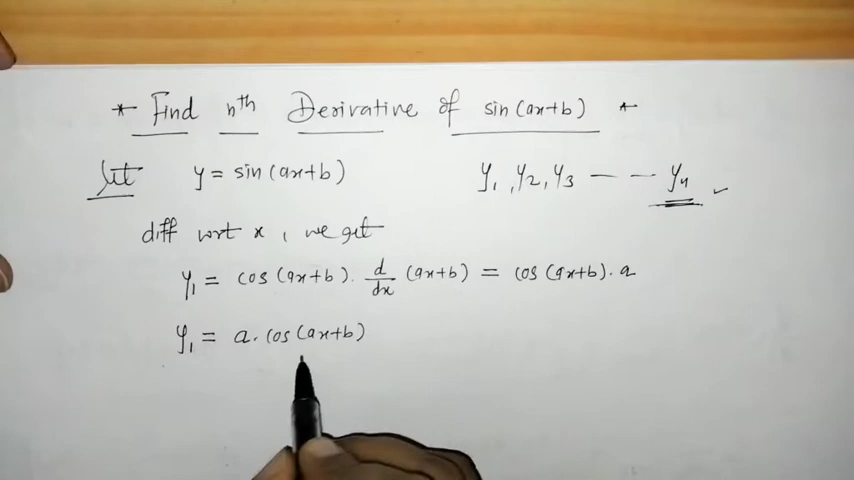 * Find nth Derivative of sin(ax+b) *
Let y = sin(ax+b) y₁, y₂, y₃ — — yₙ ✓
diff wrt x, we get
y₁ = cos(ax+b). d/dx (ax+b) = cos(ax+b).a
y₁ = a. cos(ax+b)